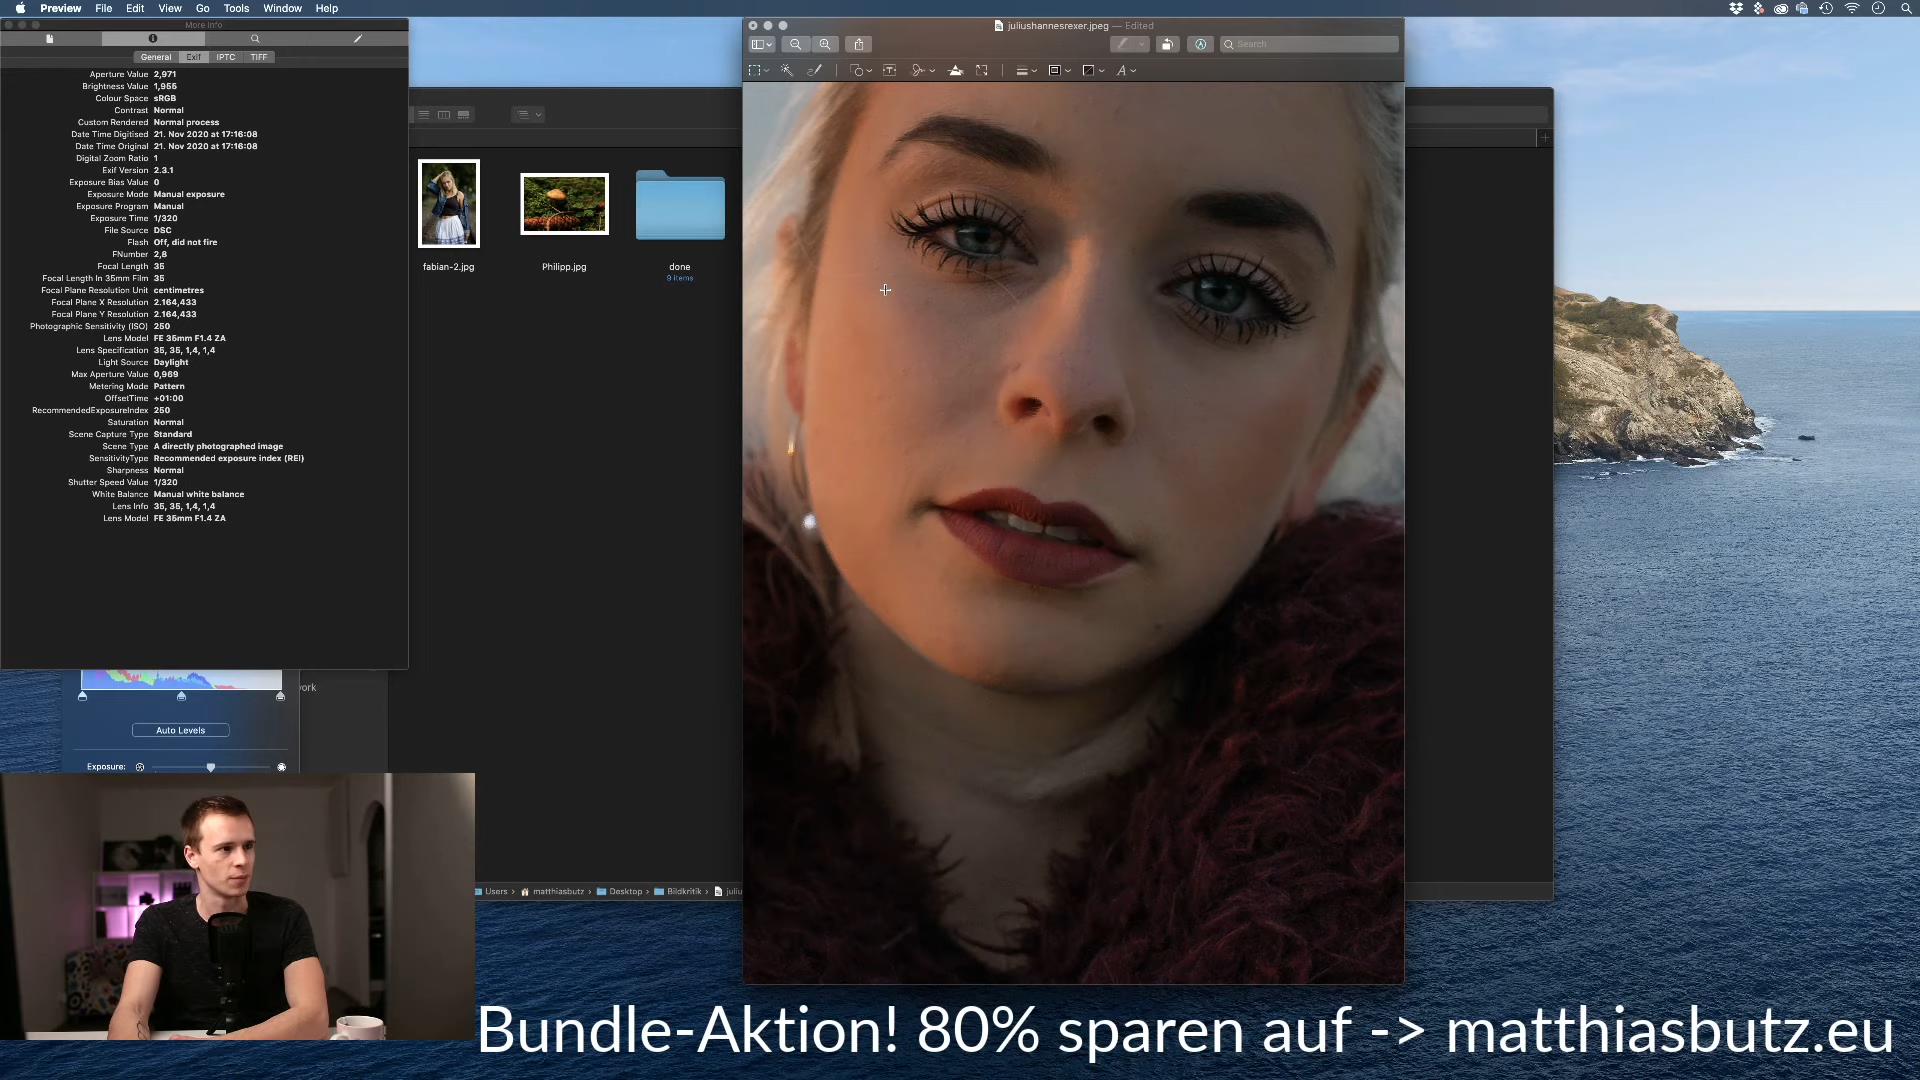 Preview File Edit View Go Tools Window Help
More Info
General Exif IPTC TIFF
Aperture Value 2,971
Brightness Value 1,955
Colour Space sRGB
Contrast Normal
Custom Rendered Normal process
Date Time Digitised 21. Nov 2020 at 17:16:08
Date Time Original 21. Nov 2020 at 17:16:08
Digital Zoom Ratio 1
Exif Version 2.3.1
Exposure Bias Value 0
Exposure Mode Manual exposure
Exposure Program Manual
Exposure Time 1/320
File Source DSC
Flash Off, did not fire
FNumber 2,8
Focal Length 35
Focal Length In 35mm Film 35
Focal Plane Resolution Unit centimetres
Focal Plane X Resolution 2.164,433
Focal Plane Y Resolution 2.164,433
Photographic Sensitivity (ISO) 250
Lens Model FE 35mm F1.4 ZA
Lens Specification 35, 35, 1,4, 1,4
Light Source Daylight
Max Aperture Value 0,969
Metering Mode Pattern
OffsetTime +01:00
RecommendedExposureIndex 250
Saturation Normal
Scene Capture Type Standard
Scene Type A directly photographed image
SensitivityType Recommended exposure index (REI)
Sharpness Normal
Shutter Speed Value 1/320
White Balance Manual white balance
Lens Info 35, 35, 1,4, 1,4
Lens Model FE 35mm F1.4 ZA
ork
Auto Levels
Exposure:
fabian-2.jpg
Philipp.jpg
done
9 items
juliushannesrexer.jpeg — Edited
Search
Users › matthiasbutz › Desktop › Bildkritik › juliu
Bundle-Aktion! 80% sparen auf -> matthiasbutz.eu